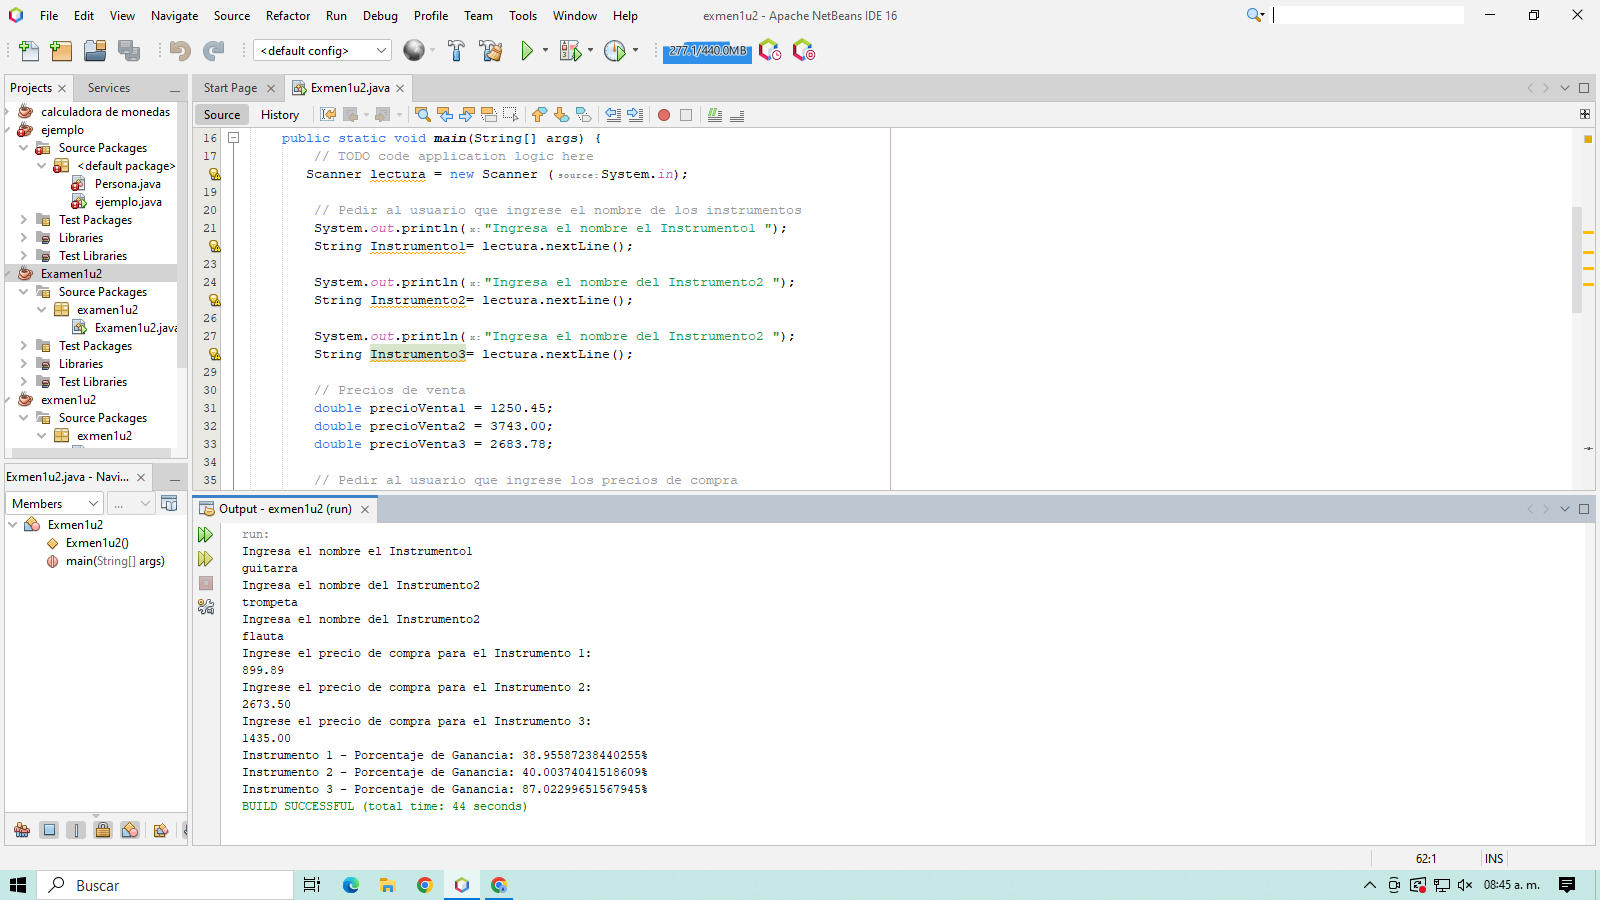 File Edit View Navigate Source Refactor Run Debug Profile Team Tools Window Help
exmen1u2 - Apache NetBeans IDE 16
<default config>
277.1/440.0MB
Projects Services
calculadora de monedas
ejemplo
Source Packages
<default package>
Persona.java
ejemplo.java
Test Packages
Libraries
Test Libraries
Examen1u2
Source Packages
examen1u2
Examen1u2.java
Test Packages
Libraries
Test Libraries
exmen1u2
Source Packages
exmen1u2
Exmen1u2.java - Navi...
Members ...
Exmen1u2
Exmen1u2()
main(String[] args)
Start Page Exmen1u2.java
Source History
16 public static void main(String[] args) {
17 // TODO code application logic here
Scanner lectura = new Scanner (source:System.in);
19
20 // Pedir al usuario que ingrese el nombre de los instrumentos
21 System.out.println(x:"Ingresa el nombre el Instrumento1 ");
String Instrumento1= lectura.nextLine();
23
24 System.out.println(x:"Ingresa el nombre del Instrumento2 ");
String Instrumento2= lectura.nextLine();
26
27 System.out.println(x:"Ingresa el nombre del Instrumento2 ");
String Instrumento3= lectura.nextLine();
29
30 // Precios de venta
31 double precioVenta1 = 1250.45;
32 double precioVenta2 = 3743.00;
33 double precioVenta3 = 2683.78;
34
35 // Pedir al usuario que ingrese los precios de compra
Output - exmen1u2 (run)
run:
Ingresa el nombre el Instrumento1
guitarra
Ingresa el nombre del Instrumento2
trompeta
Ingresa el nombre del Instrumento2
flauta
Ingrese el precio de compra para el Instrumento 1:
899.89
Ingrese el precio de compra para el Instrumento 2:
2673.50
Ingrese el precio de compra para el Instrumento 3:
1435.00
Instrumento 1 - Porcentaje de Ganancia: 38.95587238440255%
Instrumento 2 - Porcentaje de Ganancia: 40.00374041518609%
Instrumento 3 - Porcentaje de Ganancia: 87.02299651567945%
BUILD SUCCESSFUL (total time: 44 seconds)
62:1 INS
Buscar
08:45 a. m.